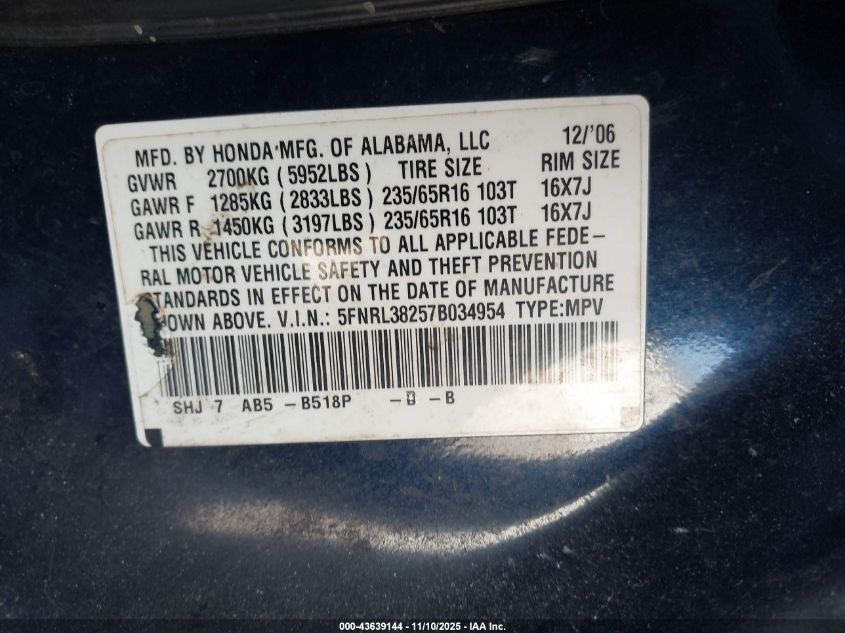 MFD. BY HONDA MFG. OF ALABAMA, LLC 12/'06
GVWR 2700KG (5952LBS) TIRE SIZE RIM SIZE
GAWR F 1285KG (2833LBS) 235/65R16 103T 16X7J
GAWR R 1450KG (3197LBS) 235/65R16 103T 16X7J
THIS VEHICLE CONFORMS TO ALL APPLICABLE FEDE-
RAL MOTOR VEHICLE SAFETY AND THEFT PREVENTION
STANDARDS IN EFFECT ON THE DATE OF MANUFACTURE
OWN ABOVE. V.I.N.: 5FNRL38257B034954 TYPE:MPV
SHJ 7 AB5 -B518P - -B
000-43639144 - 11/10/2025 - IAA Inc.